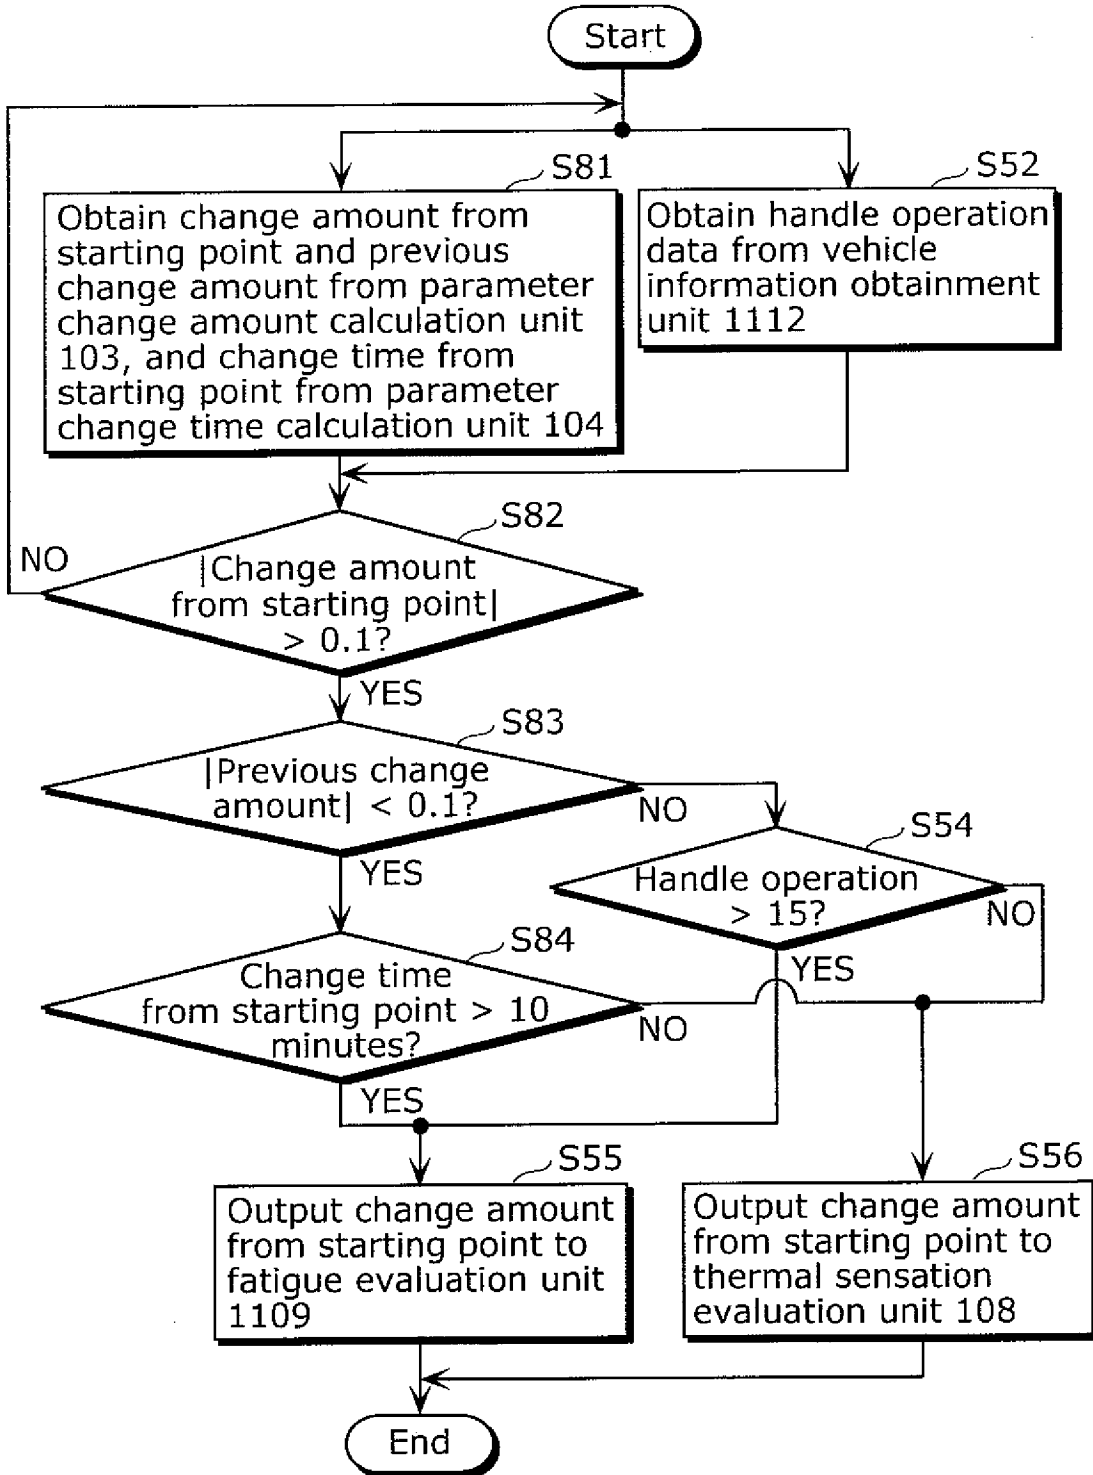 Start
S81
Obtain change amount from
starting point and previous
change amount from parameter
change amount calculation unit
103, and change time from
starting point from parameter
change time calculation unit 104
S52
Obtain handle operation
data from vehicle
information obtainment
unit 1112
S82
NO
|Change amount
from starting point|
> 0.1?
YES
S83
|Previous change
amount| < 0.1?
NO
YES
S54
Handle operation
> 15?
NO
YES
S84
Change time
from starting point > 10
minutes?
NO
YES
S55
Output change amount
from starting point to
fatigue evaluation unit
1109
S56
Output change amount
from starting point to
thermal sensation
evaluation unit 108
End